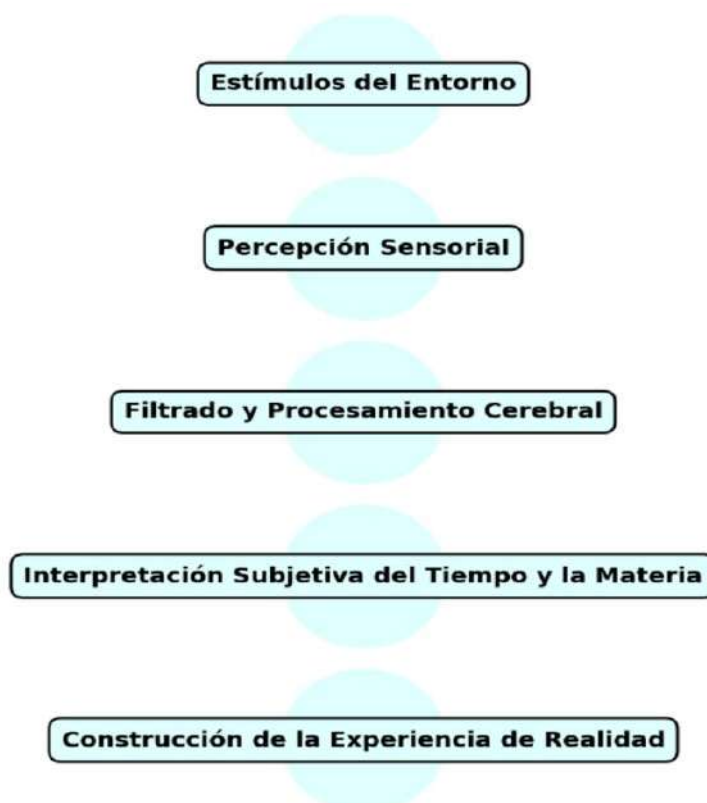 Estímulos del Entorno
Percepción Sensorial
Filtrado y Procesamiento Cerebral
Interpretación Subjetiva del Tiempo y la Materia
Construcción de la Experiencia de Realidad